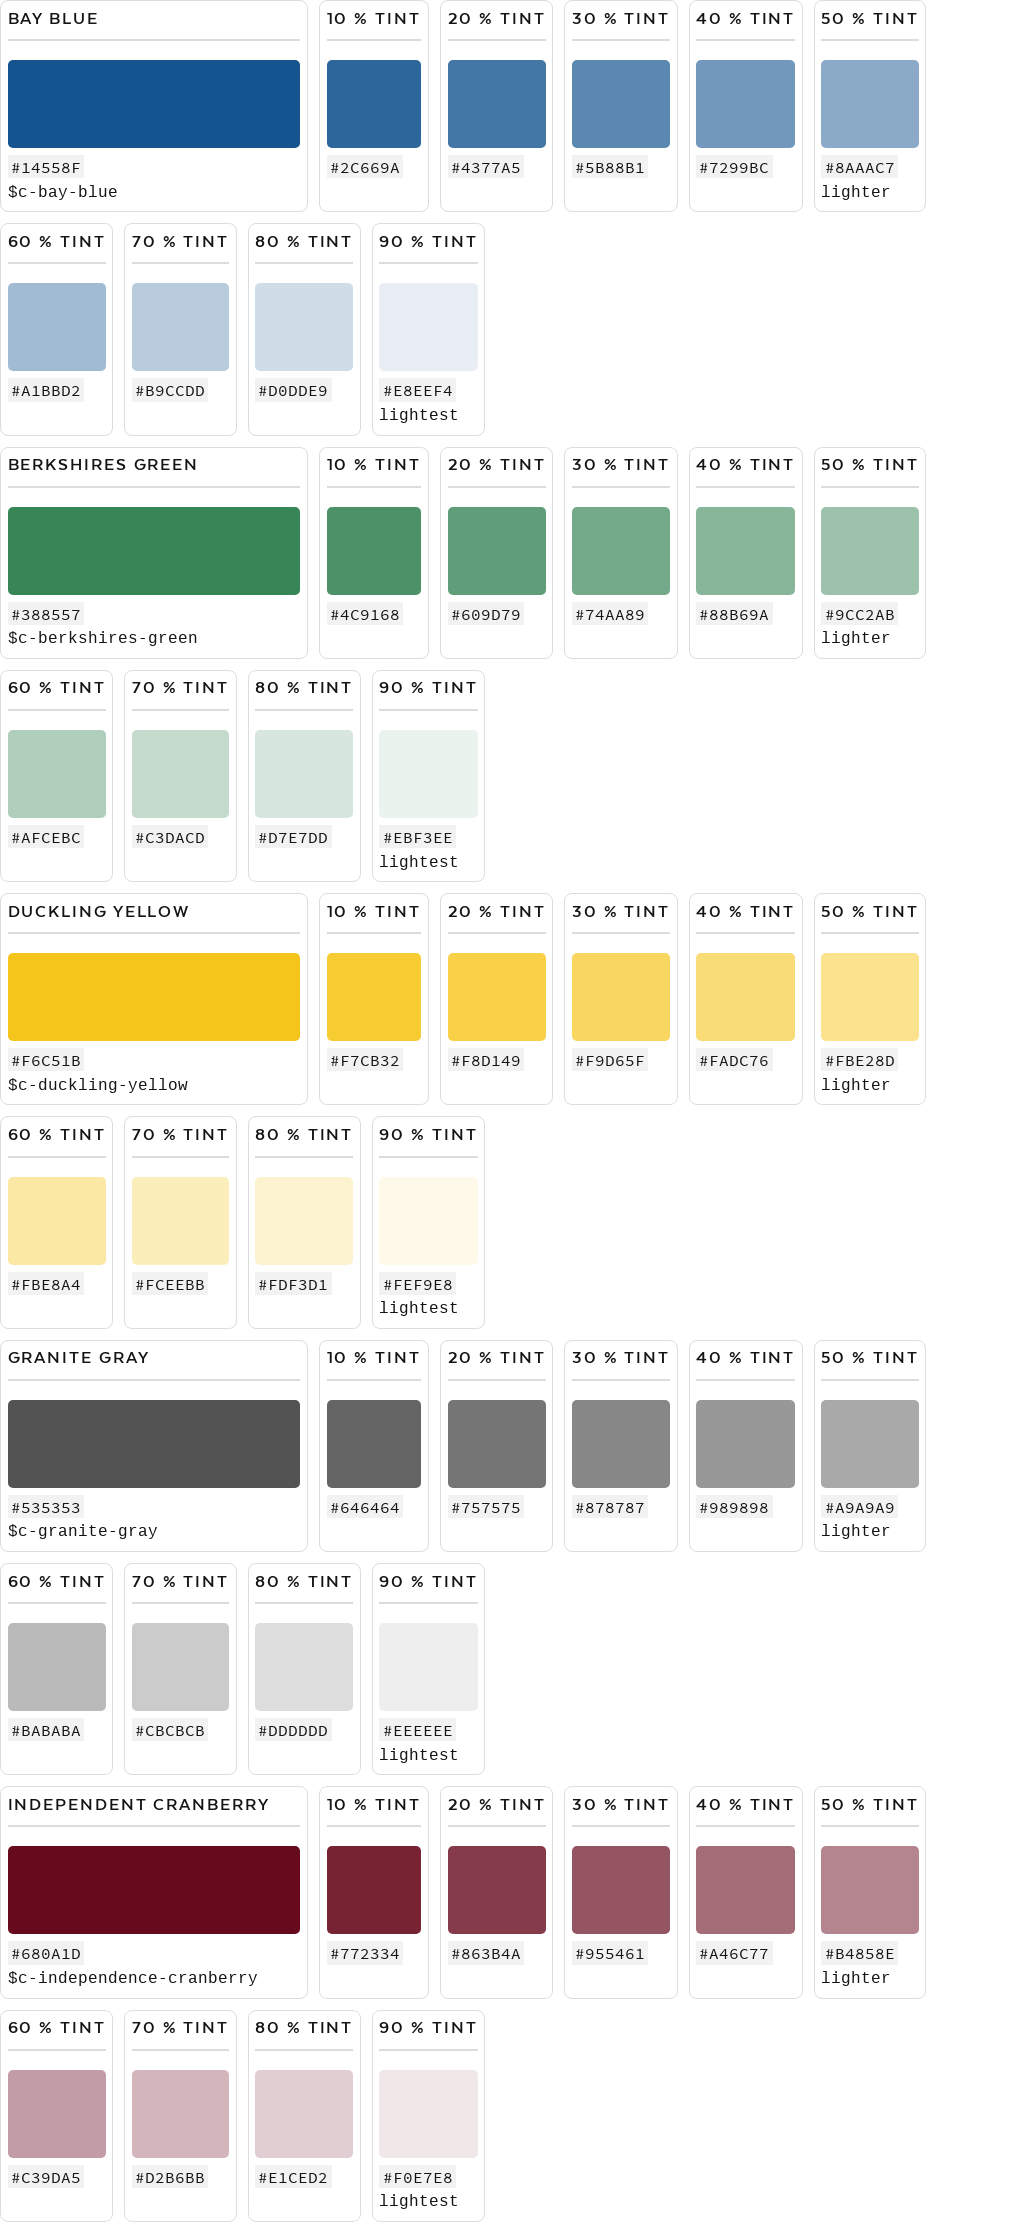 BAY BLUE
#14558F
$c-bay-blue
10 % TINT
#2C669A
20 % TINT
#4377A5
30 % TINT
#5B88B1
40 % TINT
#7299BC
50 % TINT
#8AAAC7
lighter
60 % TINT
#A1BBD2
70 % TINT
#B9CCDD
80 % TINT
#D0DDE9
90 % TINT
#E8EEF4
lightest
BERKSHIRES GREEN
#388557
$c-berkshires-green
10 % TINT
#4C9168
20 % TINT
#609D79
30 % TINT
#74AA89
40 % TINT
#88B69A
50 % TINT
#9CC2AB
lighter
60 % TINT
#AFCEBC
70 % TINT
#C3DACD
80 % TINT
#D7E7DD
90 % TINT
#EBF3EE
lightest
DUCKLING YELLOW
#F6C51B
$c-duckling-yellow
10 % TINT
#F7CB32
20 % TINT
#F8D149
30 % TINT
#F9D65F
40 % TINT
#FADC76
50 % TINT
#FBE28D
lighter
60 % TINT
#FBE8A4
70 % TINT
#FCEEBB
80 % TINT
#FDF3D1
90 % TINT
#FEF9E8
lightest
GRANITE GRAY
#535353
$c-granite-gray
10 % TINT
#646464
20 % TINT
#757575
30 % TINT
#878787
40 % TINT
#989898
50 % TINT
#A9A9A9
lighter
60 % TINT
#BABABA
70 % TINT
#CBCBCB
80 % TINT
#DDDDDD
90 % TINT
#EEEEEE
lightest
INDEPENDENT CRANBERRY
#680A1D
$c-independence-cranberry
10 % TINT
#772334
20 % TINT
#863B4A
30 % TINT
#955461
40 % TINT
#A46C77
50 % TINT
#B4858E
lighter
60 % TINT
#C39DA5
70 % TINT
#D2B6BB
80 % TINT
#E1CED2
90 % TINT
#F0E7E8
lightest